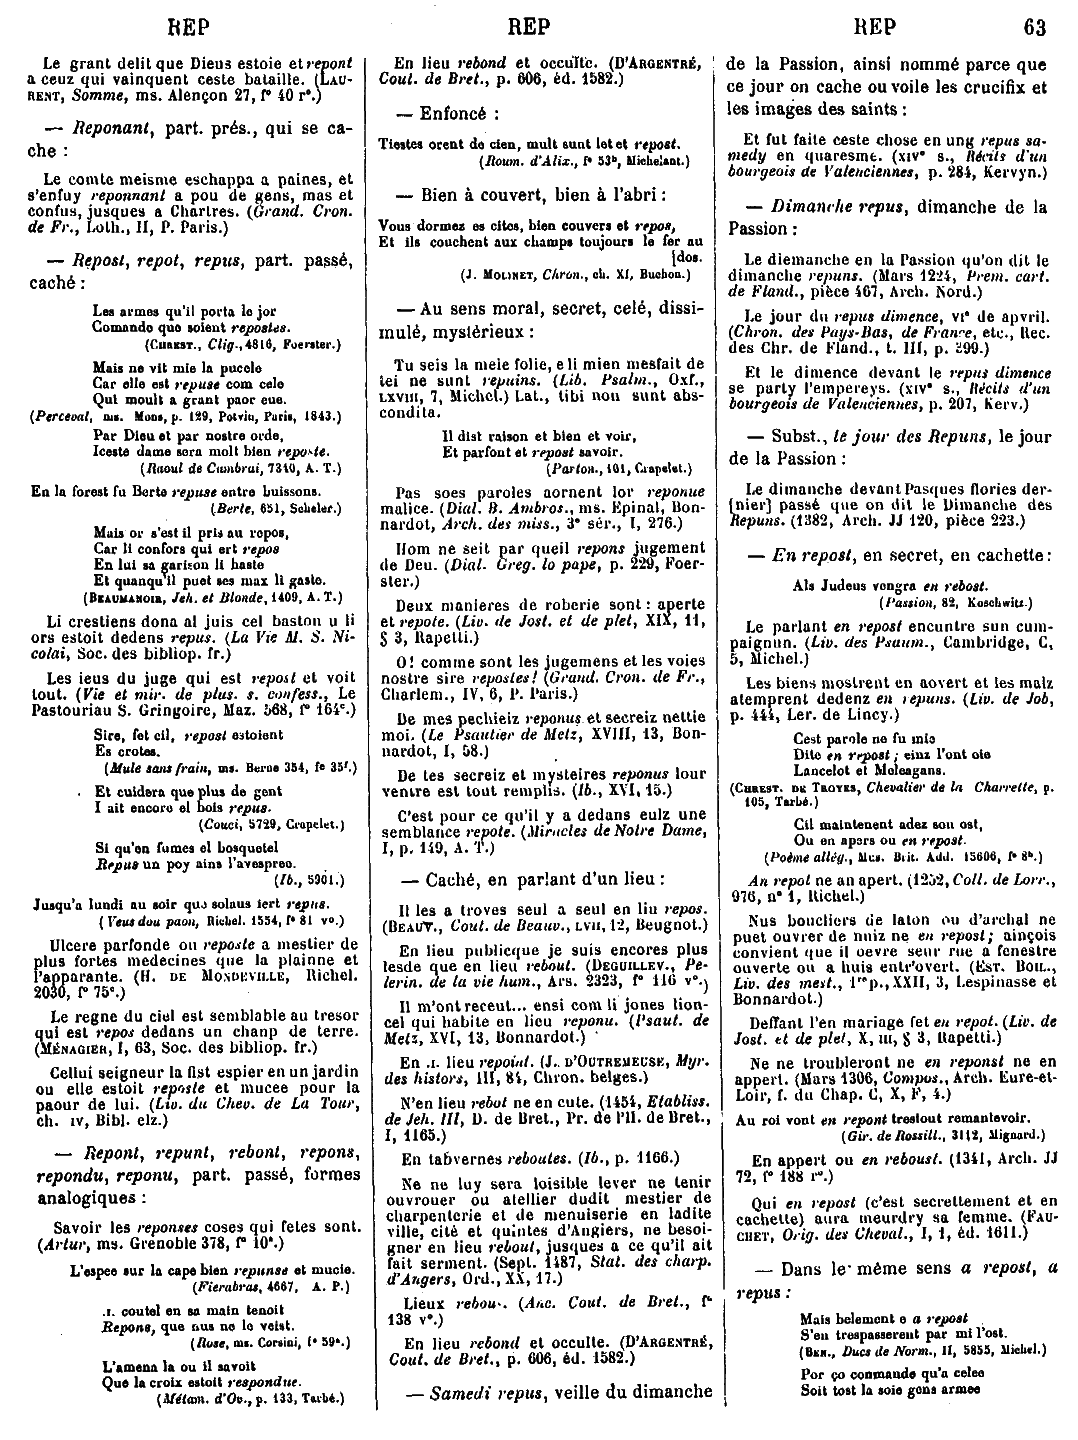 REP
REP
REP 63
Le grant delit que Dieus estoie et repont
a ceuz qui vainquent ceste bataille. (LAU-
RENT, Somme, ms. Alençon 27, f° 40 r°.)
— Reponant, part. prés., qui se ca-
che :
Le comte meisme eschappa a paines, et
s'enfuy reponnant a pou de gens, mas et
confus, jusques a Chartres. (Grand. Cron.
de Fr., Loth., II, P. Paris.)
— Repost, repot, repus, part. passé,
caché :
Les armes qu'il porta le jor
Comande que soient repostes.
(CHREST., Clig., 4816, Foerster.)
Mais ne vit mie la pucele
Car elle est repuse com cele
Qui moult a grant paor eue.
(Perceval, ms. Mons, p. 129, Potvin, Paris, 1843.)
Par Dieu et par nostre orde,
Iceste dame sera molt bien reposte.
(Raoul de Cambrai, 7340, A. T.)
En la forest fu Berte repuse entre buissons.
(Berte, 651, Scheler.)
Mais or s'est il pris au repos,
Car li confors qui ert repos
En lui sa garison li haste
Et quanqu'il puet ses max li gaste.
(BEAUMANOIR, Jeh. et Blonde, 1409, A. T.)
Li crestiens dona al juis cel baston u li
ors estoit dedens repus. (La Vie M. S. Ni-
colai, Soc. des bibliop. fr.)
Les ieus du juge qui est repost et voit
tout. (Vie et mir. de plus. s. confess., Le
Pastouriau S. Gringoire, Maz. 568, f° 164ᶜ.)
Sire, fet cil, repost estoient
Es crotes.
(Mule sans frain, ms. Berne 354, f° 35ᶠ.)
Et cuidera que plus de gent
I ait encore el bois repus.
(Couci, 5729, Crapelet.)
Si qu'en fumes el bosquetel
Repus un poy ains l'avespree.
(Ib., 5901.)
Jusqu'a lundi au soir que solaus iert repus.
(Veus dou paon, Richel. 1554, f° 81 v°.)
Ulcere parfonde ou reposte a mestier de
plus fortes medecines que la plainne et
l'apparante. (H. DE MONDEVILLE, Richel.
2030, f° 75ᵃ.)
Le regne du ciel est semblable au tresor
qui est repos dedans un chanp de terre.
(MÉNAGIER, I, 63, Soc. des bibliop. fr.)
Cellui seigneur la fist espier en un jardin
ou elle estoit reposte et mucee pour la
paour de lui. (Liv. du Chev. de La Tour,
ch. IV, Bibl. elz.)
— Repont, repunt, rebont, repons,
repondu, reponu, part. passé, formes
analogiques :
Savoir les reponses coses qui fetes sont.
(Artur, ms. Grenoble 378, f° 10ᵃ.)
L'espee sur la cape bien repunse et mucie.
(Fierabras, 4667, A. P.)
.I. coutel en sa main tenoit
Repons, que nus ne le veist.
(Rose, ms. Corsini, f° 59ᵃ.)
L'amena la ou il savoit
Que la croix estoit respondue.
(Métam. d'Ov., p. 133, Tarbé.)
En lieu rebond et occulte. (D'ARGENTRÉ,
Cout. de Bret., p. 606, éd. 1582.)
— Enfoncé :
Tiestes orent de cien, mult sunt let et repost.
(Roum. d'Alix., f° 53ᵇ, Michelant.)
— Bien à couvert, bien à l'abri :
Vous dormez es cites, bien couvers et repos,
Et ils couchent aux champs toujours le fer au
[dos.
(J. MOLINET, Chron., ch. XI, Buchon.)
— Au sens moral, secret, celé, dissi-
mulé, mystérieux :
Tu seis la meie folie, e li mien mesfait de
tei ne sunt repuins. (Lib. Psalm., Oxf.,
LXVIII, 7, Michel.) Lat., tibi non sunt abs-
condita.
Il dist raison et bien et voir,
Et parfont et repost savoir.
(Parton., 101, Crapelet.)
Pas soes paroles aornent lor reponue
malice. (Dial. B. Ambros., ms. Epinal, Bon-
nardot, Arch. des miss., 3° sér., I, 276.)
Hom ne seit par queil repons jugement
de Deu. (Dial. Greg. lo pape, p. 229, Foer-
ster.)
Deux manieres de roberie sont : aperte
et repote. (Liv. de Jost. et de plet, XIX, 11,
§ 3, Rapetti.)
O ! comme sont les jugemens et les voies
nostre sire repostes ! (Grand. Cron. de Fr.,
Charlem., IV, 6, P. Paris.)
De mes pechieiz reponus et secreiz nettie
moi. (Le Psautier de Metz, XVIII, 13, Bon-
nardot, I, 58.)
De tes secreiz et mysteires reponus lour
ventre est tout remplis. (Ib., XVI, 15.)
C'est pour ce qu'il y a dedans eulz une
semblance repote. (Miracles de Notre Dame,
I, p. 149, A. T.)
— Caché, en parlant d'un lieu :
Il les a troves seul a seul en liu repos.
(BEAUV., Cout. de Beauv., LVII, 12, Beugnot.)
En lieu publicque je suis encores plus
lesde que en lieu rebout. (DEGUILLEV., Pe-
lerin. de la vie hum., Ars. 2323, f° 116 v°.)
Il m'ont receut... ensi com li jones lion-
cel qui habite en lieu reponu. (Psaut. de
Metz, XVI, 13, Bonnardot.)
En .I. lieu repoint. (J. D'OUTREMEUSE, Myr.
des histors, III, 84, Chron. belges.)
N'en lieu rebot ne en cute. (1454, Etabliss.
de Jeh. III, D. de Bret., Pr. de l'H. de Bret.,
I, 1165.)
En tabvernes reboutes. (Ib., p. 1166.)
Ne ne luy sera loisible lever ne tenir
ouvrouer ou atellier dudit mestier de
charpenterie et de menuiserie en ladite
ville, cité et quintes d'Angiers, ne besoi-
gner en lieu rebout, jusques a ce qu'il ait
fait serment. (Sept. 1487, Stat. des charp.
d'Angers, Ord., XX, 17.)
Lieux rebous. (Anc. Cout. de Bret., f°
138 v°.)
En lieu rebond et occulte. (D'ARGENTRÉ,
Cout. de Bret., p. 606, éd. 1582.)
— Samedi repus, veille du dimanche
de la Passion, ainsi nommé parce que
ce jour on cache ou voile les crucifix et
les images des saints :
Et fut faite ceste chose en ung repus sa-
medy en quaresme. (XIV° s., Récits d'un
bourgeois de Valenciennes, p. 284, Kervyn.)
— Dimanche repus, dimanche de la
Passion :
Le diemanche en la Passion qu'on dit le
dimanche repuns. (Mars 1224, Prem. cart.
de Fland., pièce 467, Arch. Nord.)
Le jour du repus dimence, VI° de apvril.
(Chron. des Pays-Bas, de France, etc., Rec.
des Chr. de Fland., t. III, p. 299.)
Et le dimence devant le repus dimence
se party l'empereys. (XIV° s., Récits d'un
bourgeois de Valenciennes, p. 207, Kerv.)
— Subst., le jour des Repuns, le jour
de la Passion :
Le dimanche devant Pasques flories der-
[nier] passé que on dit le Dimanche des
Repuns. (1382, Arch. JJ 120, pièce 223.)
— En repost, en secret, en cachette :
Als Judeus vengra en rebost.
(Passion, 82, Koschwitz.)
Le parlant en repost encuntre sun cum-
paignun. (Liv. des Psaum., Cambridge, C,
5, Michel.)
Les biens mostrent en aovert et les malz
atemprent dedenz en repuns. (Liv. de Job,
p. 444, Ler. de Lincy.)
Cest parole ne fu mie
Dite en repost ; einz l'ont oie
Lancelot et Meleagans.
(CHREST. DE TROYES, Chevalier de la Charrette, p.
105, Tarbé.)
Cil maintenent adez son ost,
Ou en apers ou en repost.
(Poème allég., Mus. Brit. Add. 15606, f° 8ᵇ.)
An repot ne an apert. (1252, Coll. de Lorr.,
976, n° 1, Richel.)
Nus boucliers de laton ou d'archal ne
puet ouvrer de nuiz ne en repost ; ainçois
convient que il oevre seur rue a fenestre
ouverte ou a huis entr'overt. (EST. BOIL.,
Liv. des mest., 1ʳᵉ p., XXII, 3, Lespinasse et
Bonnardot.)
Deffant l'en mariage fet en repot. (Liv. de
Jost. et de plet, X, III, § 3, Rapetti.)
Ne ne troubleront ne en reponst ne en
appert. (Mars 1306, Compos., Arch. Eure-et-
Loir, f. du Chap. C, X, F, 4.)
Au roi vont en repont trestout remantevoir.
(Gir. de Rossill., 3112, Mignard.)
En appert ou en reboust. (1341, Arch. JJ
72, f° 188 r°.)
Qui en repost (c'est secrettement et en
cachette) aura meurdry sa femme. (FAU-
CHET, Orig. des Cheval., I, 1, éd. 1611.)
— Dans le même sens a repost, a
repus :
Mais belement e a repost
S'en trespasserent par mi l'ost.
(BEN., Ducs de Norm., II, 5855, Michel.)
Por ço conmande qu'a celee
Soit tost la soie gens armee